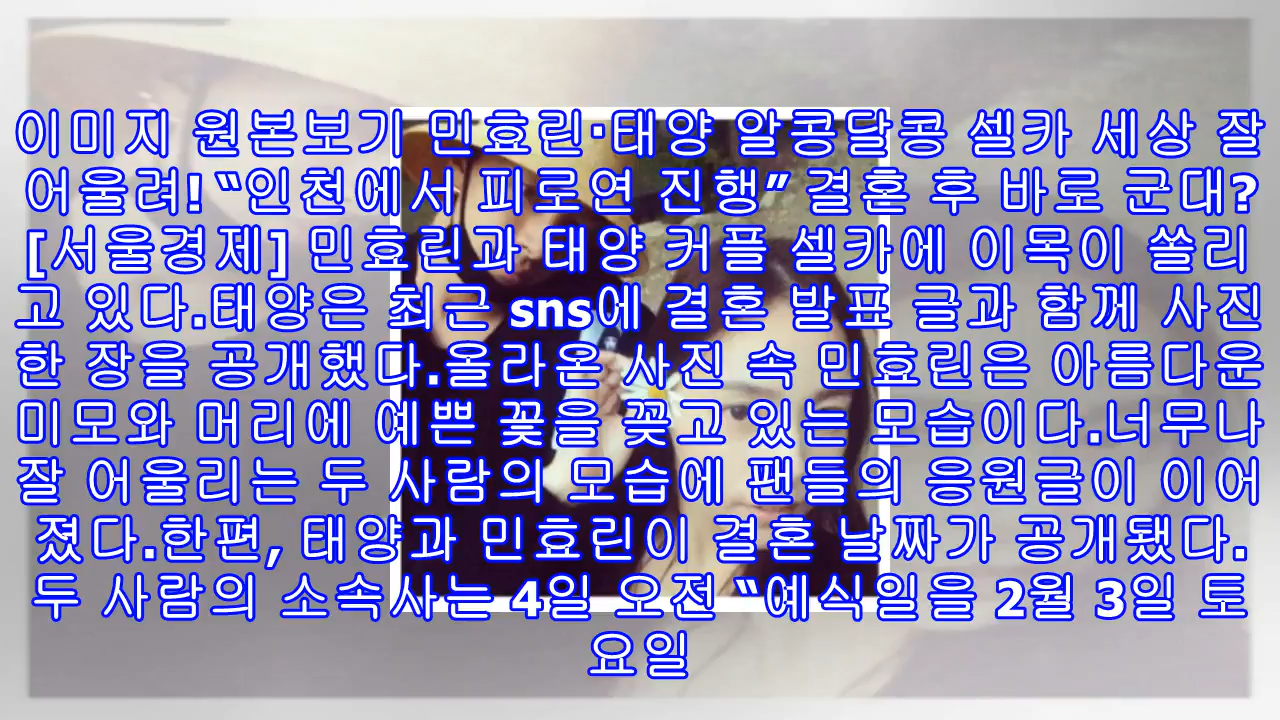 이미지 원본보기 민효린·태양 알콩달콩 셀카 세상 잘
어울려! “인천에서 피로연 진행” 결혼 후 바로 군대?
[서울경제] 민효린과 태양 커플 셀카에 이목이 쏠리
고 있다.태양은 최근 sns에 결혼 발표 글과 함께 사진
한 장을 공개했다.올라온 사진 속 민효린은 아름다운
미모와 머리에 예쁜 꽃을 꽂고 있는 모습이다.너무나
잘 어울리는 두 사람의 모습에 팬들의 응원글이 이어
졌다.한편, 태양과 민효린이 결혼 날짜가 공개됐다.
두 사람의 소속사는 4일 오전 “예식일을 2월 3일 토
요일